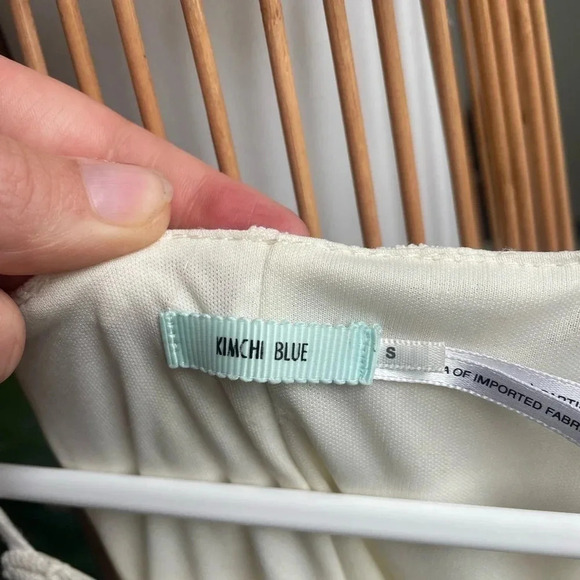 KIMCHI BLUE
S
OF IMPORTED FABR